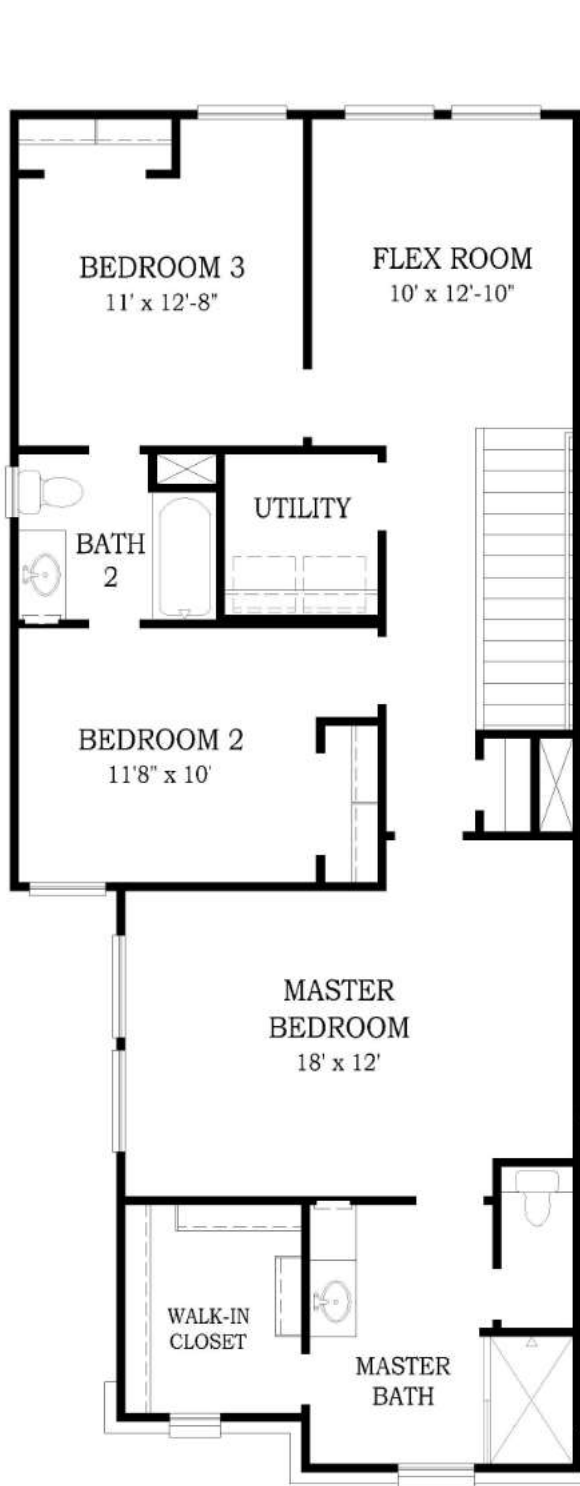 BEDROOM 3
11' x 12'-8"
FLEX ROOM
10' x 12'-10"
UTILITY
BATH
2
BEDROOM 2
11'8" x 10'
MASTER
BEDROOM
18' x 12'
WALK-IN
CLOSET
MASTER
BATH